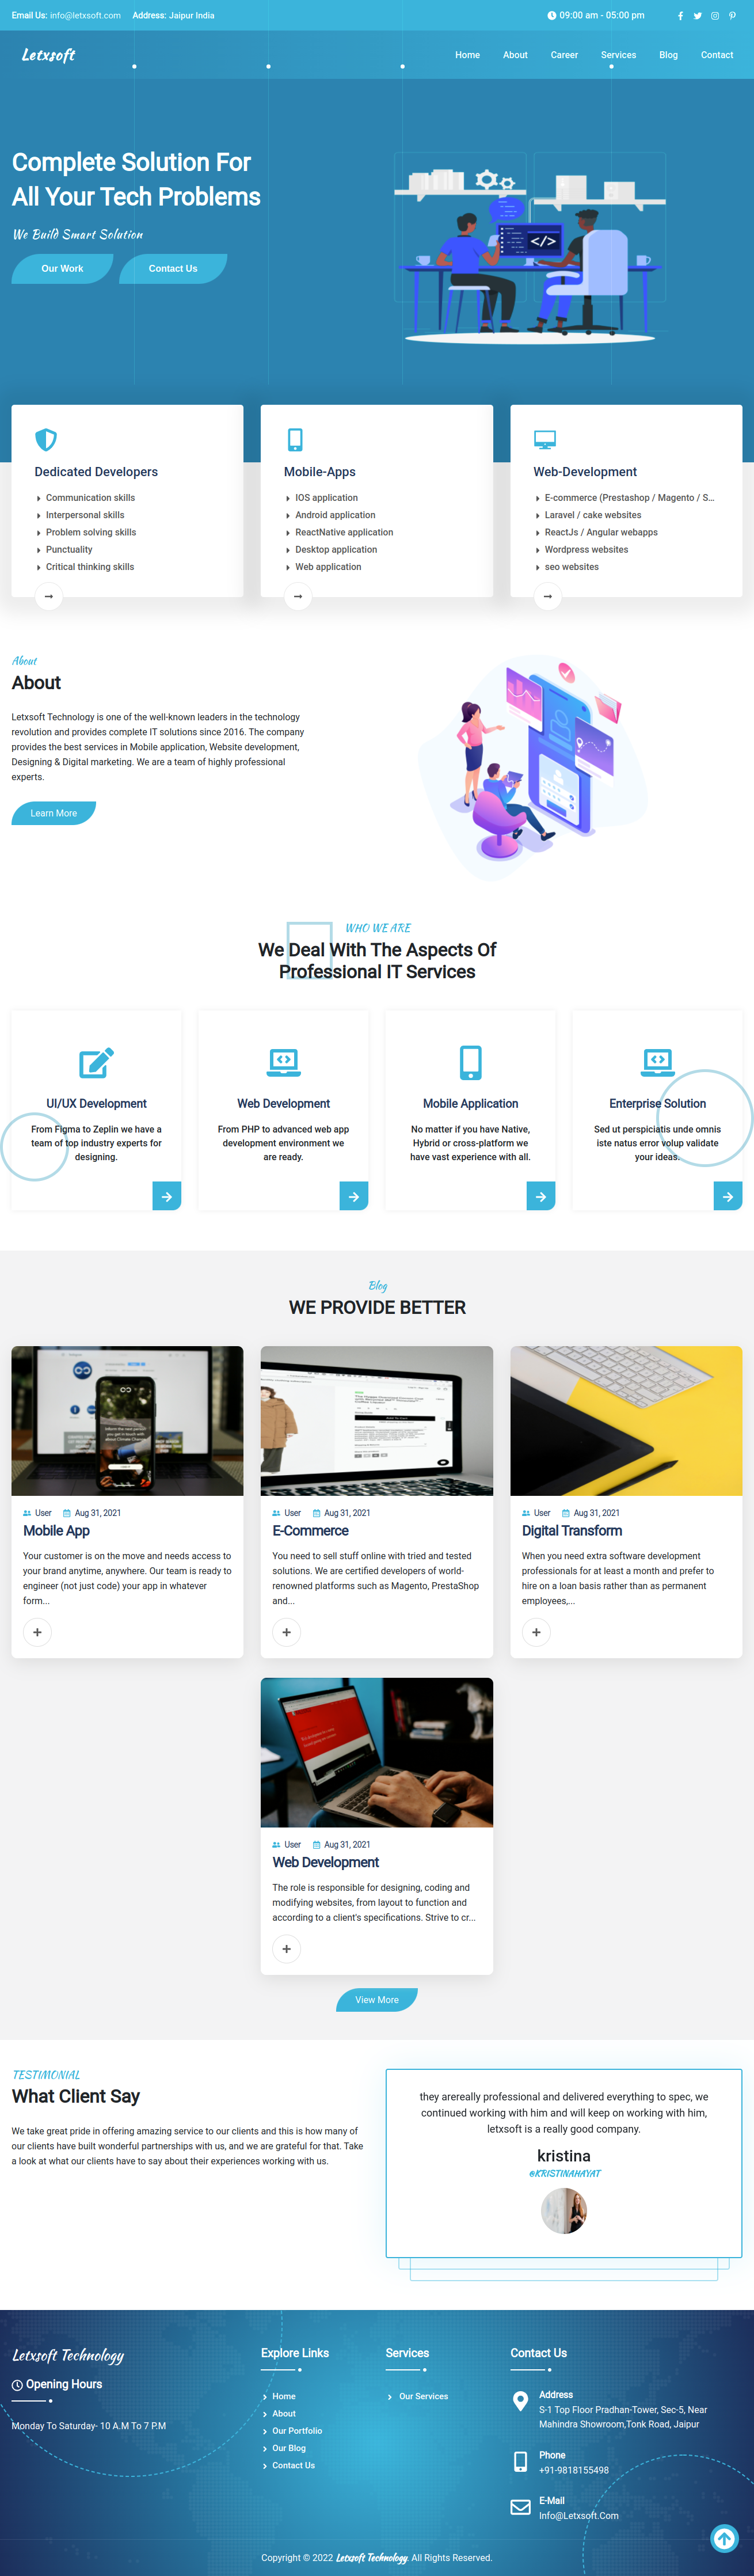 Email Us: info@letxsoft.com Address: Jaipur India 09:00 am - 05:00 pm
Letxsoft
Home About Career Services Blog Contact
Complete Solution For
All Your Tech Problems
We Build Smart Solution
Our Work Contact Us
Dedicated Developers
Communication skills
Interpersonal skills
Problem solving skills
Punctuality
Critical thinking skills
Mobile-Apps
IOS application
Android application
ReactNative application
Desktop application
Web application
Web-Development
E-commerce (Prestashop / Magento / S...
Laravel / cake websites
ReactJs / Angular webapps
Wordpress websites
seo websites
About
About
Letxsoft Technology is one of the well-known leaders in the technology
revolution and provides complete IT solutions since 2016. The company
provides the best services in Mobile application, Website development,
Designing & Digital marketing. We are a team of highly professional
experts.
Learn More
WHO WE ARE
We Deal With The Aspects Of
Professional IT Services
UI/UX Development
From Figma to Zeplin we have a
team of top industry experts for
designing.
Web Development
From PHP to advanced web app
development environment we
are ready.
Mobile Application
No matter if you have Native,
Hybrid or cross-platform we
have vast experience with all.
Enterprise Solution
Sed ut perspiciatis unde omnis
iste natus error volup validate
your ideas.
Blog
WE PROVIDE BETTER
User Aug 31, 2021
Mobile App
Your customer is on the move and needs access to
your brand anytime, anywhere. Our team is ready to
engineer (not just code) your app in whatever
form...
User Aug 31, 2021
E-Commerce
You need to sell stuff online with tried and tested
solutions. We are certified developers of world-
renowned platforms such as Magento, PrestaShop
and...
User Aug 31, 2021
Digital Transform
When you need extra software development
professionals for at least a month and prefer to
hire on a loan basis rather than as permanent
employees,...
User Aug 31, 2021
Web Development
The role is responsible for designing, coding and
modifying websites, from layout to function and
according to a client's specifications. Strive to cr...
View More
TESTIMONIAL
What Client Say
We take great pride in offering amazing service to our clients and this is how many of
our clients have built wonderful partnerships with us, and we are grateful for that. Take
a look at what our clients have to say about their experiences working with us.
they arereally professional and delivered everything to spec, we
continued working with him and will keep on working with him,
letxsoft is a really good company.
kristina
@KRISTINAHAYAT
Letxsoft Technology
Opening Hours
Monday To Saturday- 10 A.M To 7 P.M
Explore Links
Home
About
Our Portfolio
Our Blog
Contact Us
Services
Our Services
Contact Us
Address
S-1 Top Floor Pradhan-Tower, Sec-5, Near
Mahindra Showroom,Tonk Road, Jaipur
Phone
+91-9818155498
E-Mail
Info@Letxsoft.Com
Copyright © 2022 Letxsoft Technology. All Rights Reserved.